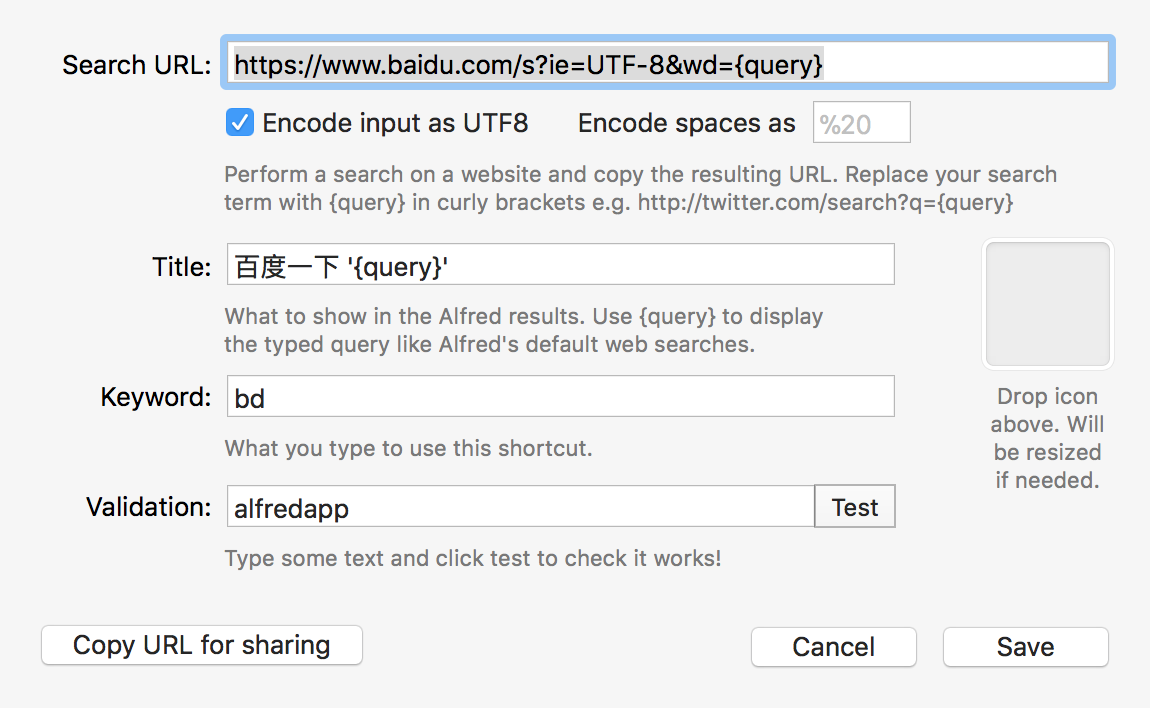 Search URL: https://www.baidu.com/s?ie=UTF-8&wd={query}
Encode input as UTF8 Encode spaces as %20
Perform a search on a website and copy the resulting URL. Replace your search
term with {query} in curly brackets e.g. http://twitter.com/search?q={query}
Title: 百度一下 '{query}'
What to show in the Alfred results. Use {query} to display
the typed query like Alfred's default web searches.
Keyword: bd
What you type to use this shortcut.
Drop icon
above. Will
be resized
if needed.
Validation: alfredapp Test
Type some text and click test to check it works!
Copy URL for sharing Cancel Save